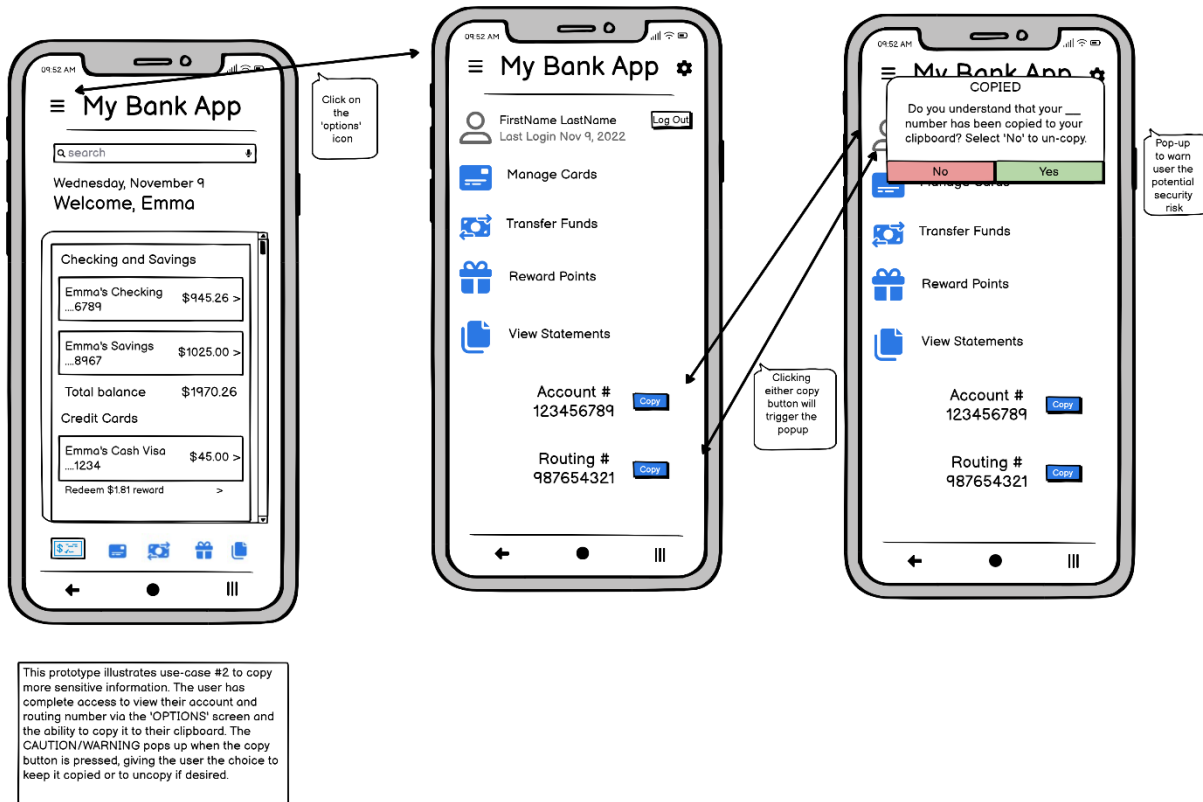 09:52 AM
My Bank App
search
Wednesday, November 9
Welcome, Emma
Checking and Savings
Emma's Checking
....6789
$945.26 >
Emma's Savings
....8967
$1025.00 >
Total balance
$1970.26
Credit Cards
Emma's Cash Visa
....1234
$45.00 >
Redeem $1.81 reward
>
Click on
the
'options'
icon
09:52 AM
My Bank App
FirstName LastName
Log Out
Last Login Nov 9, 2022
Manage Cards
Transfer Funds
Reward Points
View Statements
Account #
123456789
Copy
Routing #
987654321
Copy
Clicking
either copy
button will
trigger the
popup
09:52 AM
My Bank App
COPIED
Do you understand that your __
number has been copied to your
clipboard? Select 'No' to un-copy.
No
Yes
Manage Cards
Transfer Funds
Reward Points
View Statements
Account #
123456789
Copy
Routing #
987654321
Copy
Pop-up
to warn
user the
potential
security
risk
This prototype illustrates use-case #2 to copy
more sensitive information. The user has
complete access to view their account and
routing number via the 'OPTIONS' screen and
the ability to copy it to their clipboard. The
CAUTION/WARNING pops up when the copy
button is pressed, giving the user the choice to
keep it copied or to uncopy if desired.